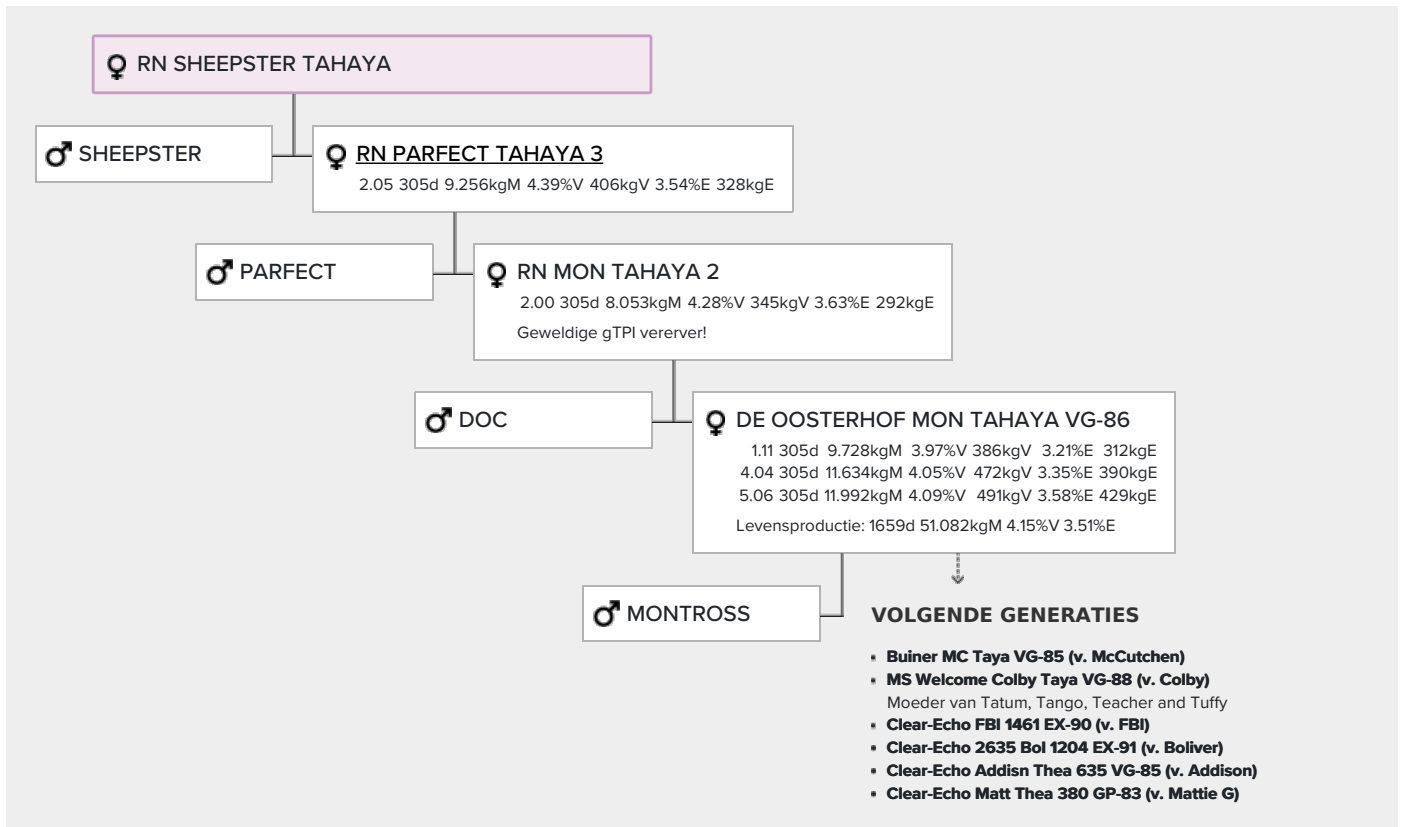 ♀ RN SHEEPSTER TAHAYA
♂ SHEEPSTER
♀ RN PARFECT TAHAYA 3
2.05 305d 9.256kgM 4.39%V 406kgV 3.54%E 328kgE
♂ PARFECT
♀ RN MON TAHAYA 2
2.00 305d 8.053kgM 4.28%V 345kgV 3.63%E 292kgE
Geweldige gTPI vererver!
♂ DOC
♀ DE OOSTERHOF MON TAHAYA VG-86
1.11 305d 9.728kgM 3.97%V 386kgV 3.21%E 312kgE
4.04 305d 11.634kgM 4.05%V 472kgV 3.35%E 390kgE
5.06 305d 11.992kgM 4.09%V 491kgV 3.58%E 429kgE
Levensproductie: 1659d 51.082kgM 4.15%V 3.51%E
♂ MONTROSS
VOLGENDE GENERATIES
▪ Buiner MC Taya VG-85 (v. McCutchen)
▪ MS Welcome Colby Taya VG-88 (v. Colby)
Moeder van Tatum, Tango, Teacher and Tuffy
▪ Clear-Echo FBI 1461 EX-90 (v. FBI)
▪ Clear-Echo 2635 Bol 1204 EX-91 (v. Boliver)
▪ Clear-Echo Addisn Thea 635 VG-85 (v. Addison)
▪ Clear-Echo Matt Thea 380 GP-83 (v. Mattie G)